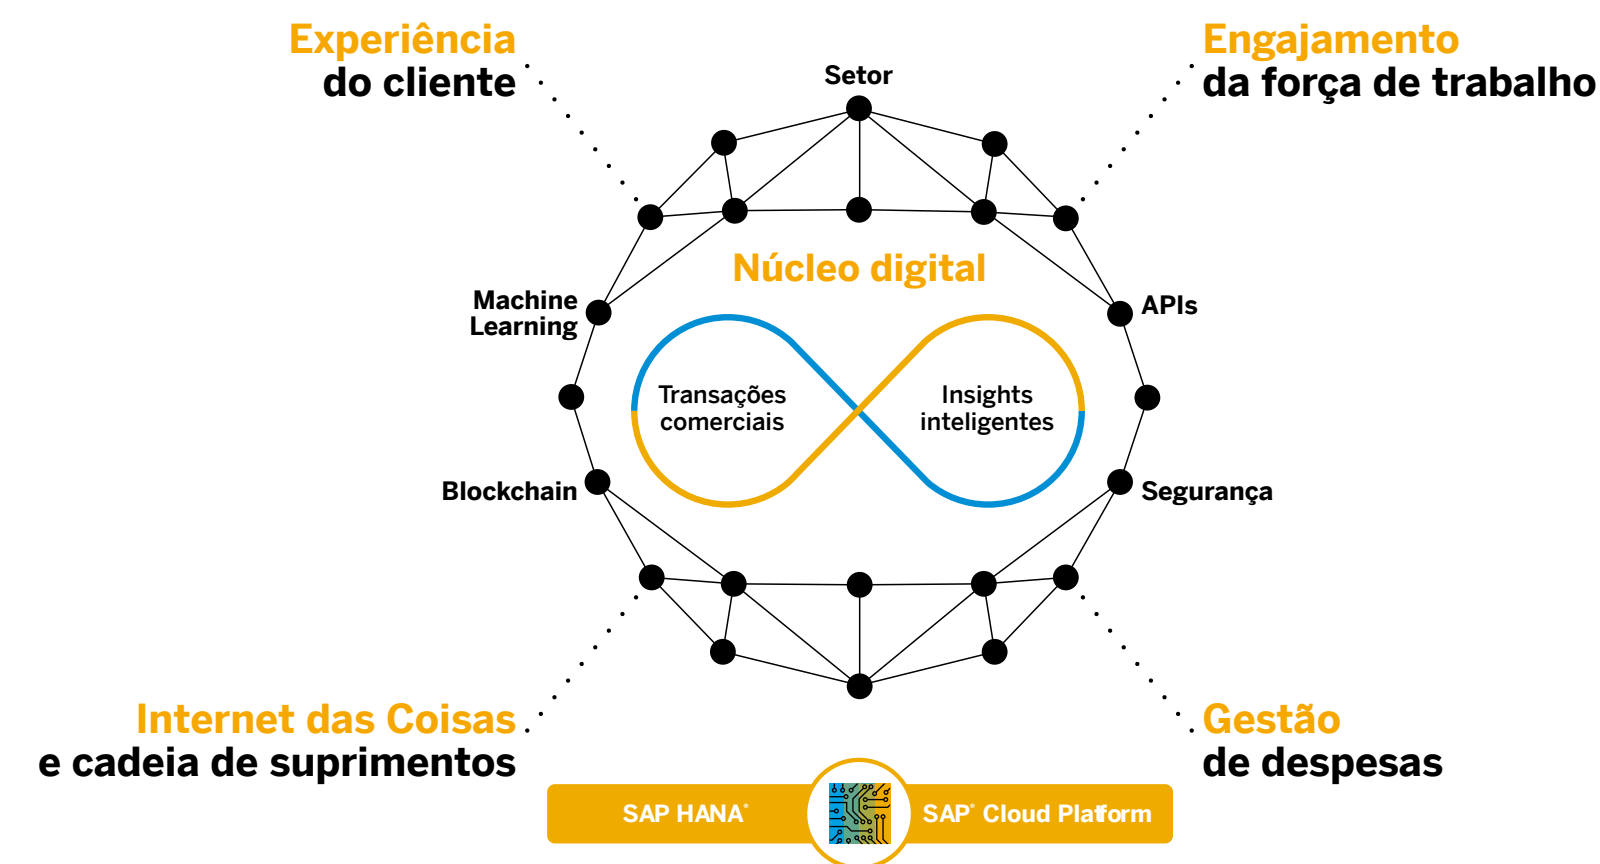 Experiência
do cliente
Engajamento
da força de trabalho
Setor
Núcleo digital
Machine
Learning
APIs
Transações
comerciais
Insights
inteligentes
Blockchain
Segurança
Internet das Coisas
e cadeia de suprimentos
Gestão
de despesas
SAP HANA®
SAP® Cloud Platform